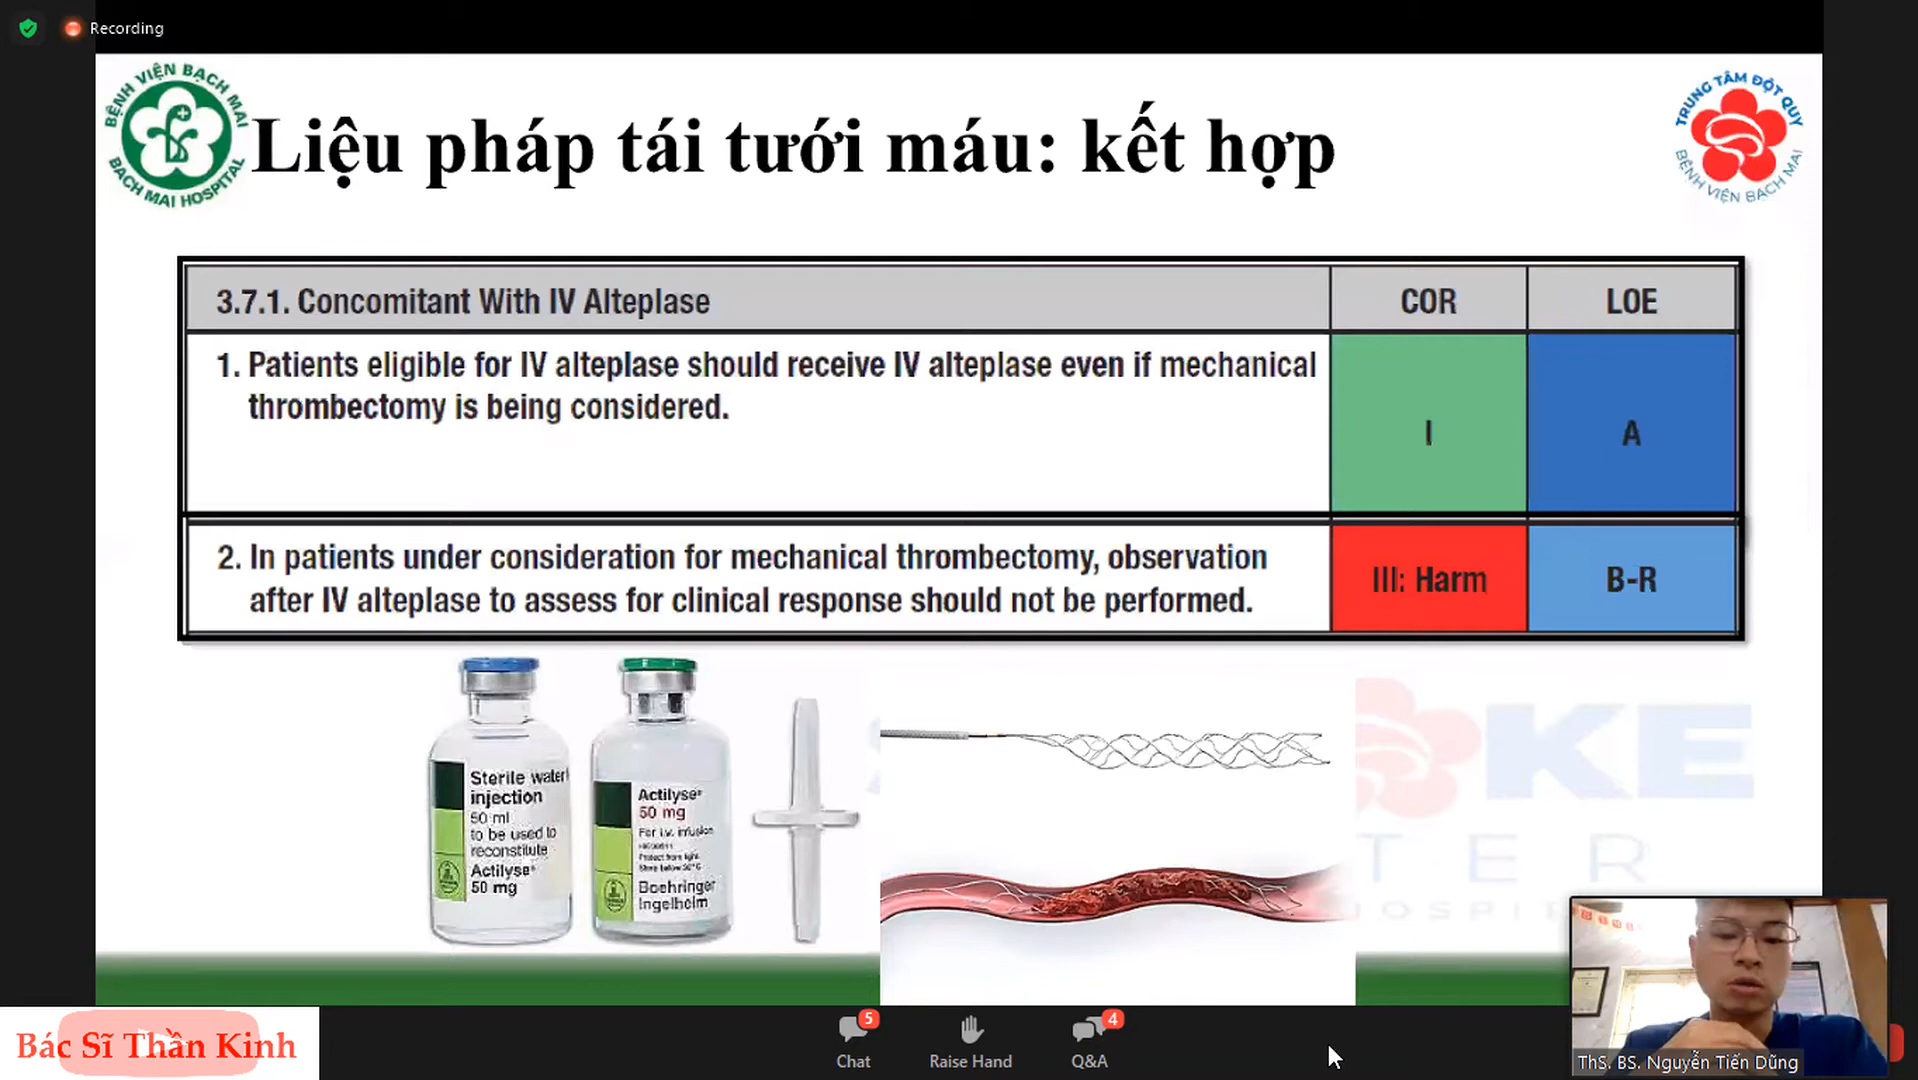 Recording
BỆNH VIỆN BẠCH MAI
BACH MAI HOSPITAL
Liệu pháp tái tưới máu: kết hợp
TRUNG TÂM ĐỘT QUỴ
BỆNH VIỆN BẠCH MAI
3.7.1. Concomitant With IV Alteplase
COR
LOE
1. Patients eligible for IV alteplase should receive IV alteplase even if mechanical
thrombectomy is being considered.
I
A
2. In patients under consideration for mechanical thrombectomy, observation
after IV alteplase to assess for clinical response should not be performed.
III: Harm
B-R
Sterile water
injection
50 ml
to be used to
reconstitute
Actilyse®
50 mg
Actilyse®
50 mg
For i.v. infusion
Protect from light
Boehringer
Ingelheim
KE
TER
HOSPIT
Bác Sĩ Thần Kinh
5
Chat
Raise Hand
4
Q&A
ThS. BS. Nguyễn Tiến Dũng